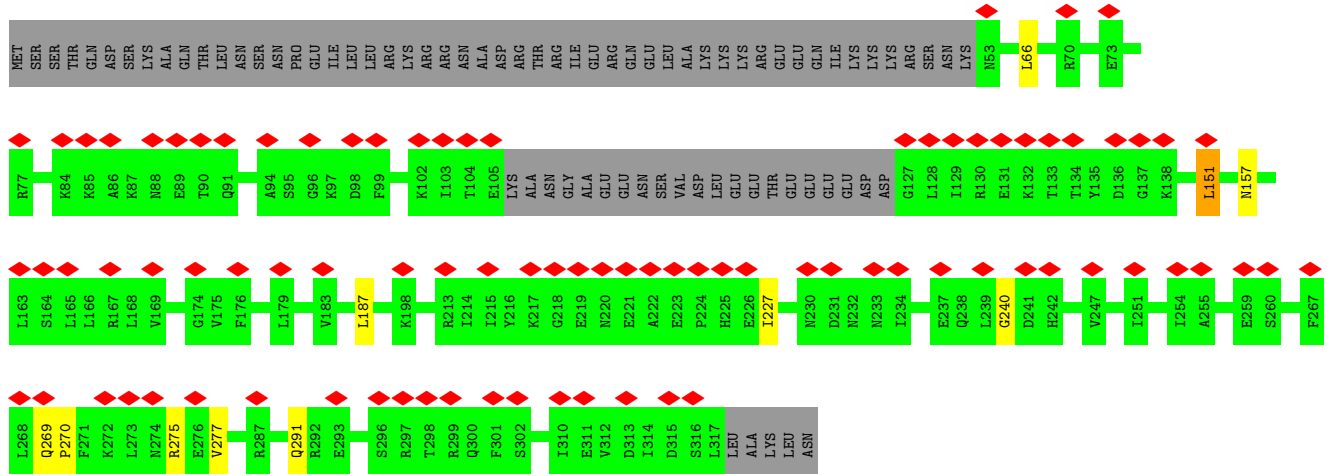 MET SER SER THR GLN ASP SER LYS ALA GLN THR LEU ASN SER ASN PRO GLU ILE LEU LEU ARG LYS ARG ARG ASN ALA ASP ARG THR ARG ILE GLU ARG GLN GLU LEU ALA LYS LYS LYS ARG GLU GLU GLN ILE LYS LYS LYS ARG SER ASN LYS N53 L66 R70 E73
R77 K84 K85 A86 K87 N88 E89 T90 Q91 A94 S95 G96 K97 D98 F99 K102 I103 T104 E105 LYS ALA ASN GLY ALA GLU GLU ASN SER VAL ASP LEU GLU GLU THR GLU GLU GLU GLU ASP ASP G127 L128 I129 R130 E131 K132 T133 T134 Y135 D136 G137 K138 L151 N157
L163 S164 L165 L166 R167 L168 V169 G174 V175 F176 L179 V183 L187 K198 R213 I214 I215 Y216 K217 G218 E219 N220 E221 A222 E223 P224 H225 E226 I227 N230 D231 N232 N233 I234 E237 Q238 L239 G240 D241 H242 V247 I251 I254 A255 E259 S260 F267
L268 Q269 P270 F271 K272 L273 N274 R275 E276 V277 R287 Q291 R292 E293 S296 R297 T298 R299 Q300 F301 S302 I310 E311 V312 D313 I314 D315 S316 L317 LEU ALA LYS LEU ASN